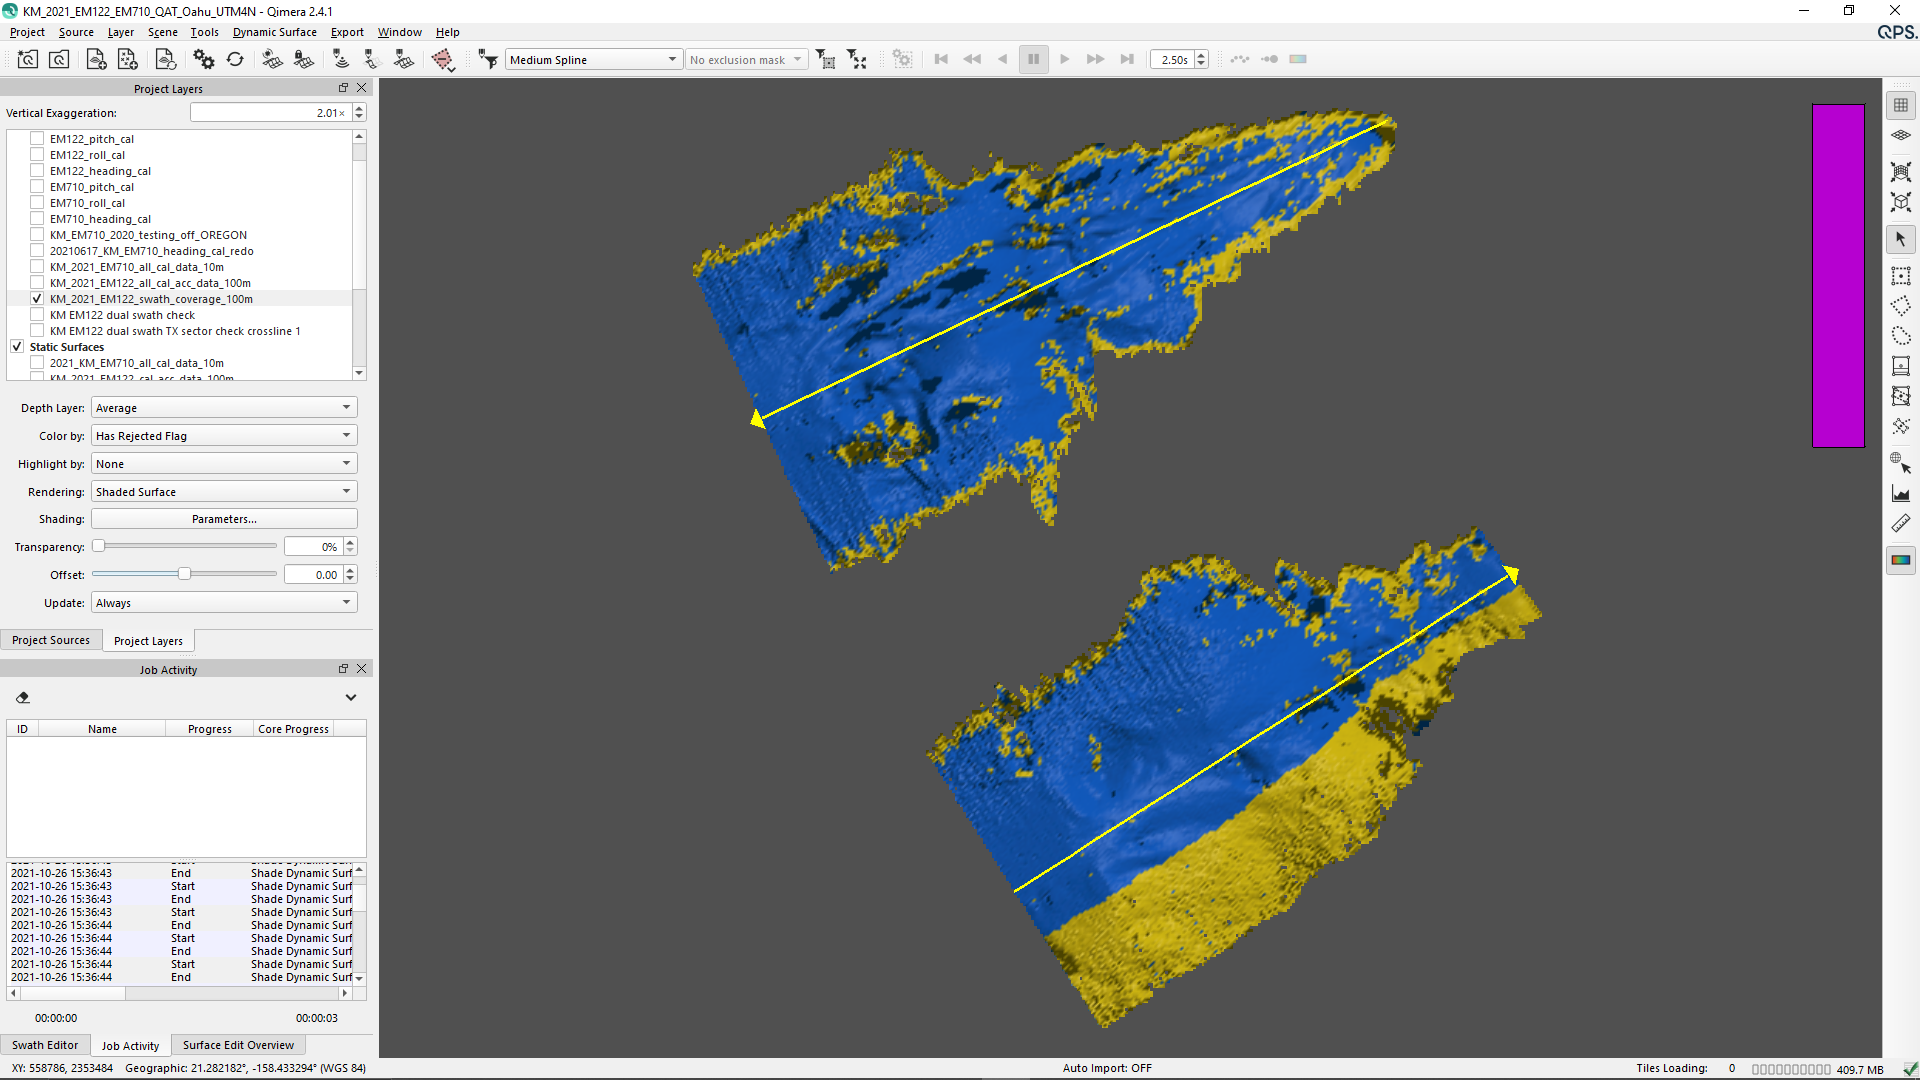 KM_2021_EM122_EM710_QAT_Oahu_UTM4N - Qimera 2.4.1
Project Source Layer Scene Tools Dynamic Surface Export Window Help
QPS.
Medium Spline No exclusion mask 2.50s
Project Layers
Vertical Exaggeration: 2.01×
EM122_pitch_cal
EM122_roll_cal
EM122_heading_cal
EM710_pitch_cal
EM710_roll_cal
EM710_heading_cal
KM_EM710_2020_testing_off_OREGON
20210617_KM_EM710_heading_cal_redo
KM_2021_EM710_all_cal_data_10m
KM_2021_EM122_all_cal_acc_data_100m
KM_2021_EM122_swath_coverage_100m
KM EM122 dual swath check
KM EM122 dual swath TX sector check crossline 1
Static Surfaces
2021_KM_EM710_all_cal_data_10m
KM_2021_EM122_cal_acc_data_100m
Depth Layer: Average
Color by: Has Rejected Flag
Highlight by: None
Rendering: Shaded Surface
Shading: Parameters...
Transparency: 0%
Offset: 0.00
Update: Always
Project Sources Project Layers
Job Activity
ID Name Progress Core Progress
2021-10-26 15:36:43 End Shade Dynamic Surf
2021-10-26 15:36:43 Start Shade Dynamic Surf
2021-10-26 15:36:43 End Shade Dynamic Surf
2021-10-26 15:36:43 Start Shade Dynamic Surf
2021-10-26 15:36:44 End Shade Dynamic Surf
2021-10-26 15:36:44 Start Shade Dynamic Surf
2021-10-26 15:36:44 End Shade Dynamic Surf
2021-10-26 15:36:44 Start Shade Dynamic Surf
2021-10-26 15:36:44 End Shade Dynamic Surf
00:00:00 00:00:03
Swath Editor Job Activity Surface Edit Overview
XY: 558786, 2353484 Geographic: 21.282182°, -158.433294° (WGS 84) Auto Import: OFF Tiles Loading: 0 409.7 MB